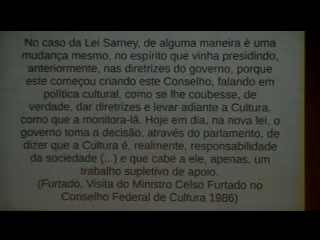 No caso da Lei Sarney, de alguma maneira é uma
mudança mesmo, no espírito que vinha presidindo,
anteriormente, nas diretrizes do governo, porque
este começou criando este Conselho, falando em
política cultural, como se lhe coubesse, de
verdade, dar diretrizes e levar adiante a Cultura,
como que a monitora-lá. Hoje em dia, na nova lei, o
governo toma a decisão, através do parlamento, de
dizer que a Cultura é, realmente, responsabilidade
da sociedade (...) e que cabe a ele, apenas, um
trabalho supletivo de apoio.
(Furtado, Visita do Ministro Celso Furtado no
Conselho Federal de Cultura 1986)